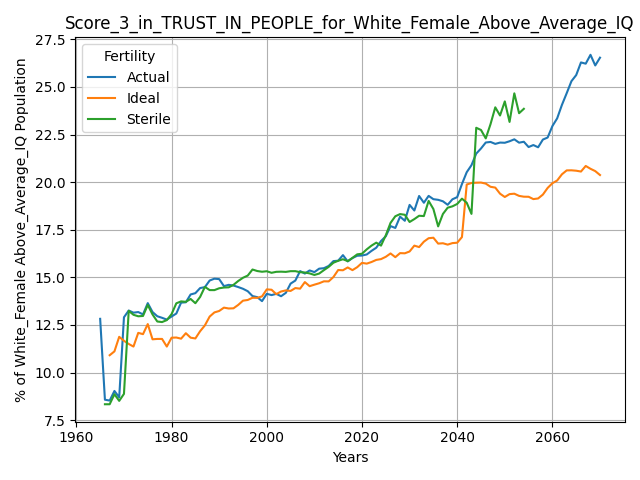 Score_3_in_TRUST_IN_PEOPLE_for_White_Female_Above_Average_IQ
% of White_Female Above_Average_IQ Population
27.5
25.0
22.5
20.0
17.5
15.0
12.5
10.0
7.5
Fertility
Actual
Ideal
Sterile
1960
1980
2000
2020
2040
2060
Years